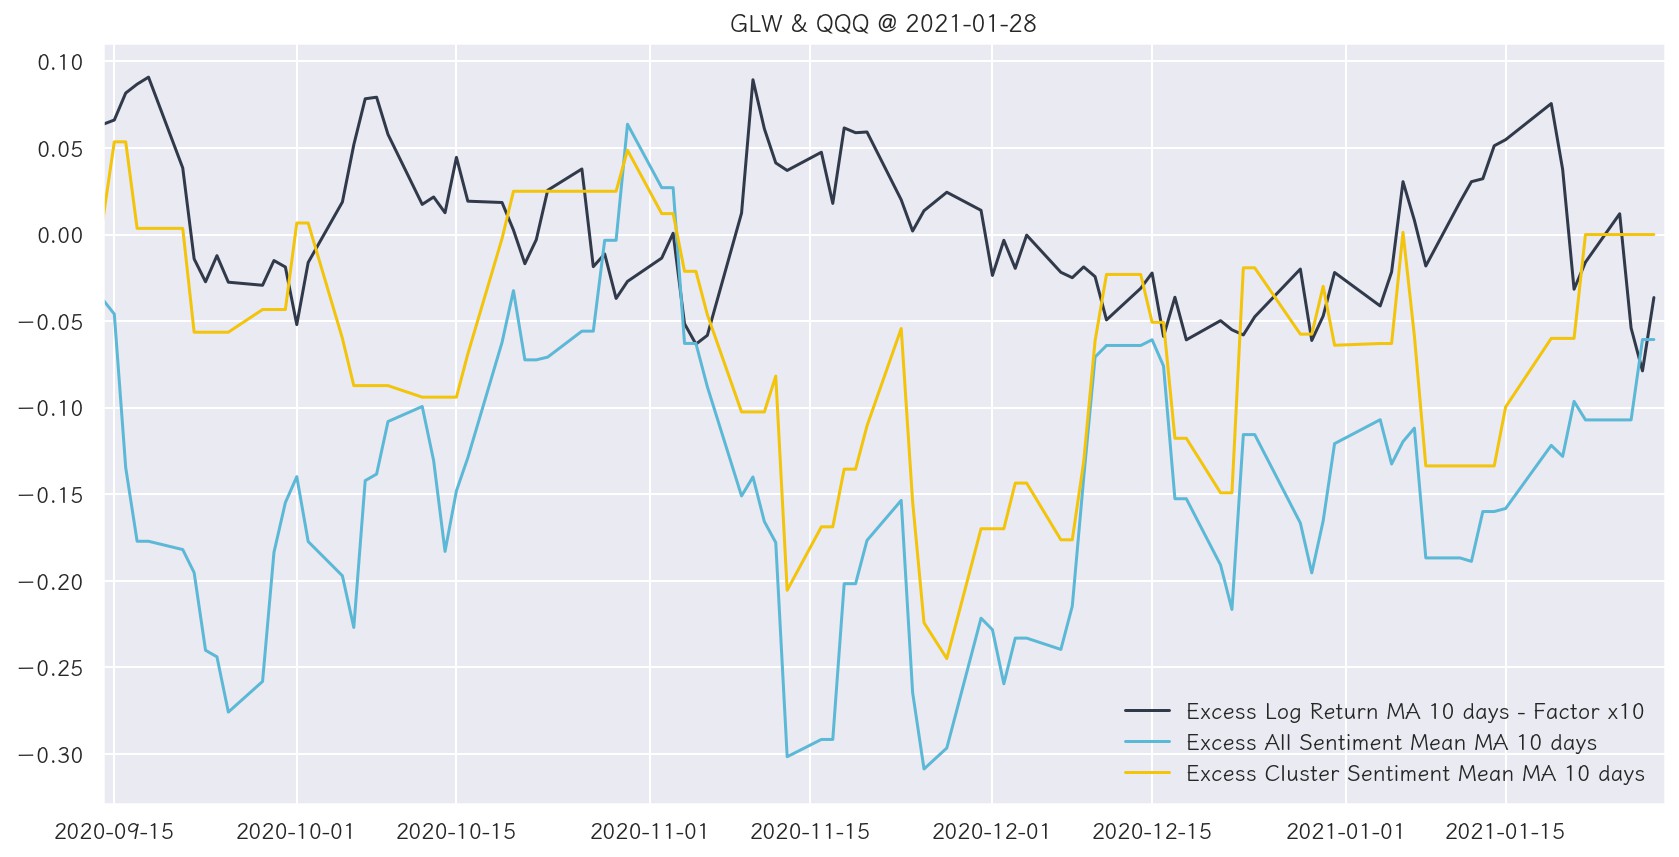 GLW & QQQ @ 2021-01-28
0.10
0.05
0.00
−0.05
−0.10
−0.15
−0.20
−0.25
−0.30
Excess Log Return MA 10 days - Factor x10
Excess All Sentiment Mean MA 10 days
Excess Cluster Sentiment Mean MA 10 days
2020-09-15 2020-10-01 2020-10-15 2020-11-01 2020-11-15 2020-12-01 2020-12-15 2021-01-01 2021-01-15